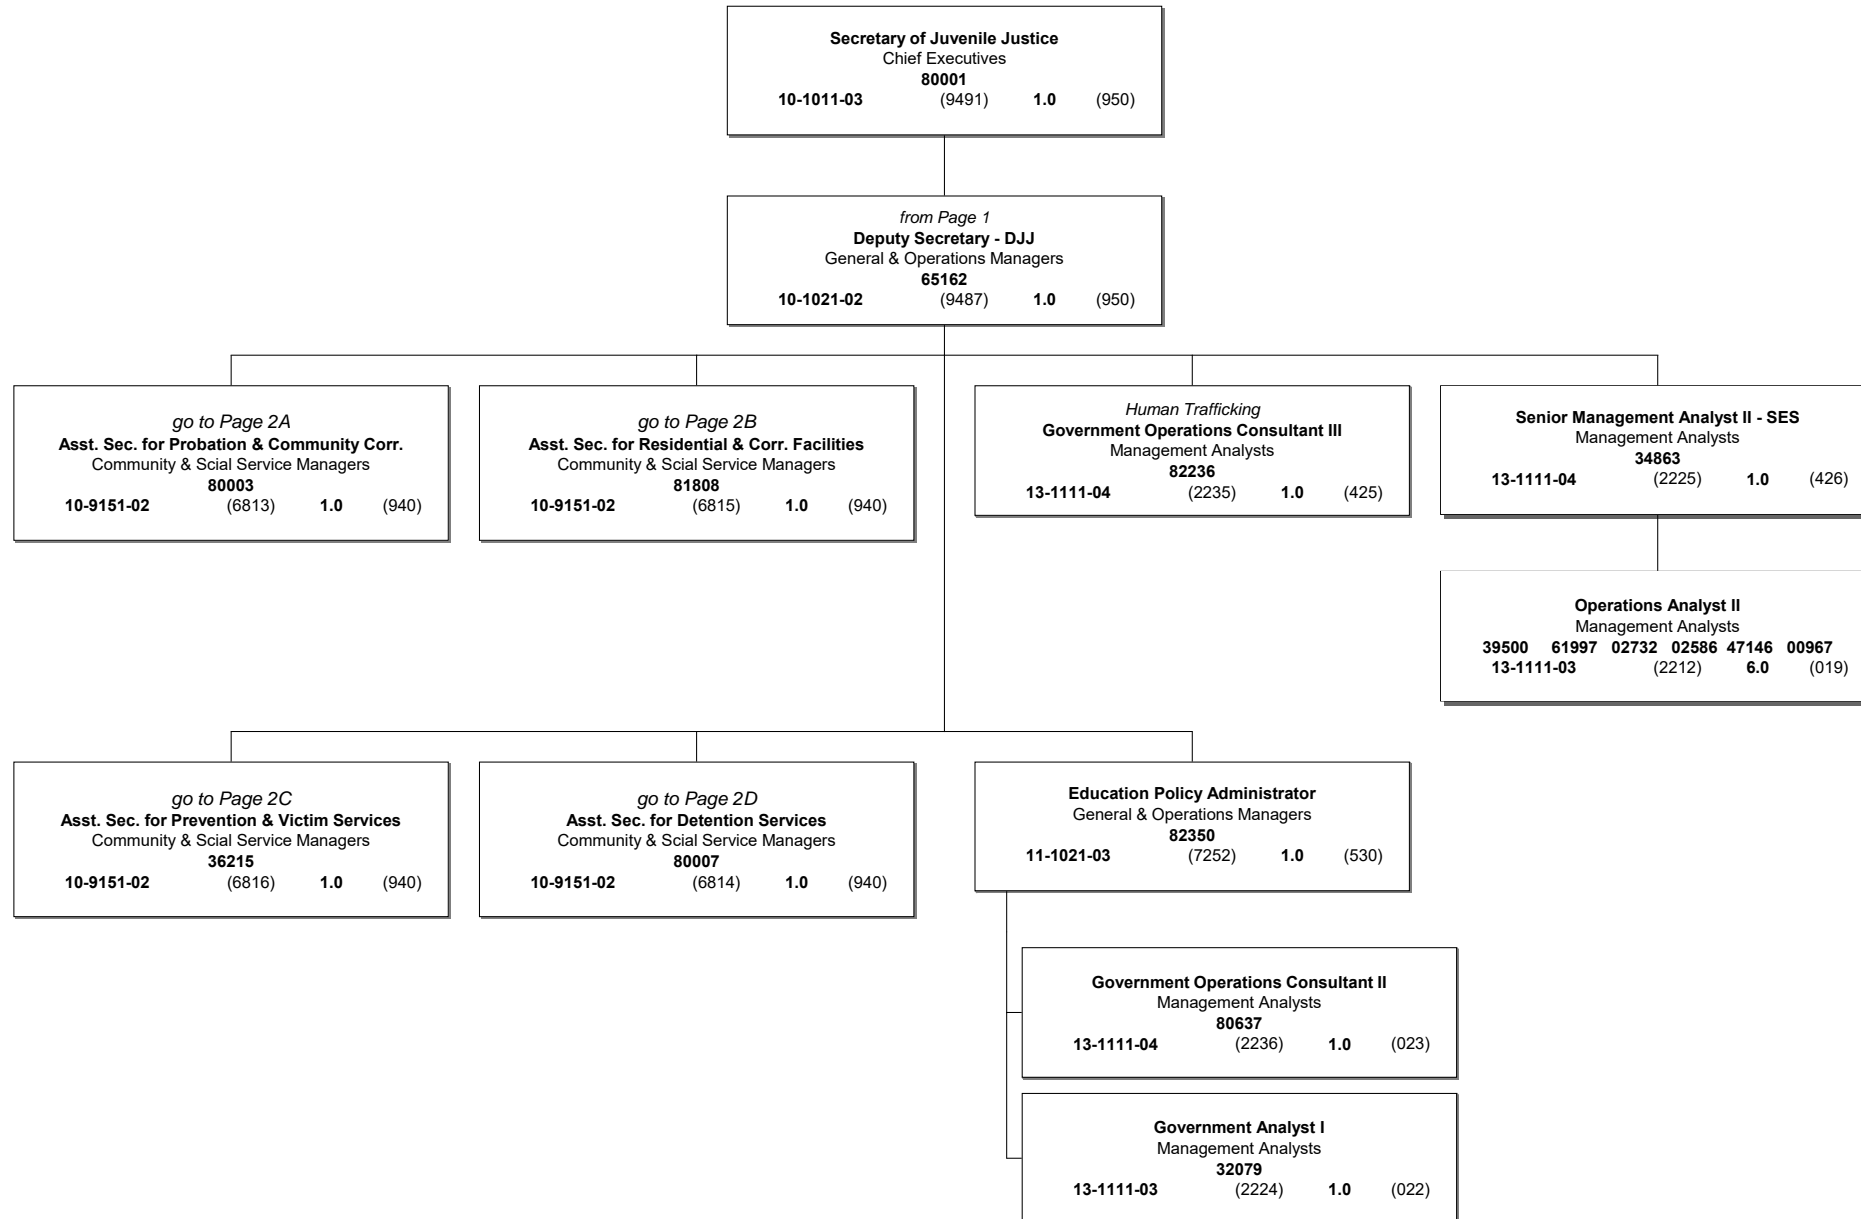 Secretary of Juvenile Justice
Chief Executives
80001
10-1011-03 (9491) 1.0 (950)
from Page 1
Deputy Secretary - DJJ
General & Operations Managers
65162
10-1021-02 (9487) 1.0 (950)
go to Page 2A
Asst. Sec. for Probation & Community Corr.
Community & Scial Service Managers
80003
10-9151-02 (6813) 1.0 (940)
go to Page 2B
Asst. Sec. for Residential & Corr. Facilities
Community & Scial Service Managers
81808
10-9151-02 (6815) 1.0 (940)
Human Trafficking
Government Operations Consultant III
Management Analysts
82236
13-1111-04 (2235) 1.0 (425)
Senior Management Analyst II - SES
Management Analysts
34863
13-1111-04 (2225) 1.0 (426)
Operations Analyst II
Management Analysts
39500 61997 02732 02586 47146 00967
13-1111-03 (2212) 6.0 (019)
go to Page 2C
Asst. Sec. for Prevention & Victim Services
Community & Scial Service Managers
36215
10-9151-02 (6816) 1.0 (940)
go to Page 2D
Asst. Sec. for Detention Services
Community & Scial Service Managers
80007
10-9151-02 (6814) 1.0 (940)
Education Policy Administrator
General & Operations Managers
82350
11-1021-03 (7252) 1.0 (530)
Government Operations Consultant II
Management Analysts
80637
13-1111-04 (2236) 1.0 (023)
Government Analyst I
Management Analysts
32079
13-1111-03 (2224) 1.0 (022)